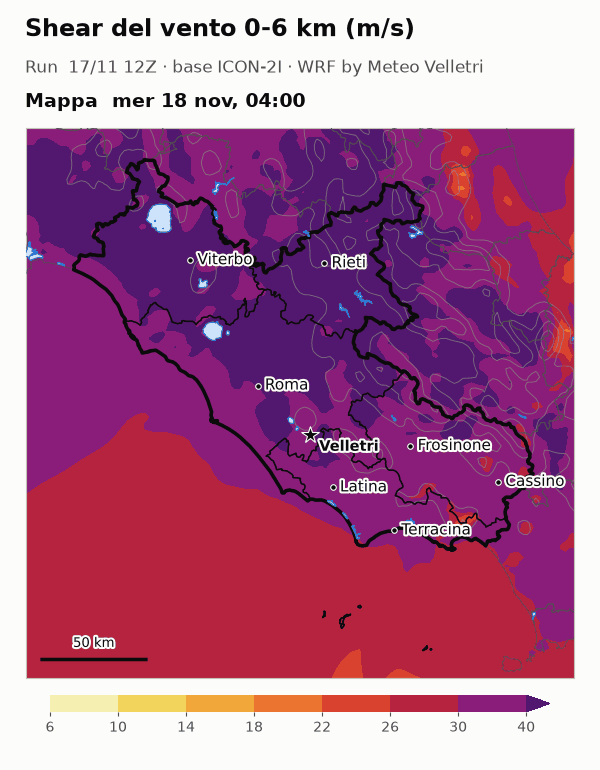 Shear del vento 0-6 km (m/s)
Run 17/11 12Z · base ICON-2I · WRF by Meteo Velletri
Mappa mer 18 nov, 04:00
Viterbo
Rieti
Roma
Velletri
Frosinone
Latina
Cassino
Terracina
50 km
6 10 14 18 22 26 30 40